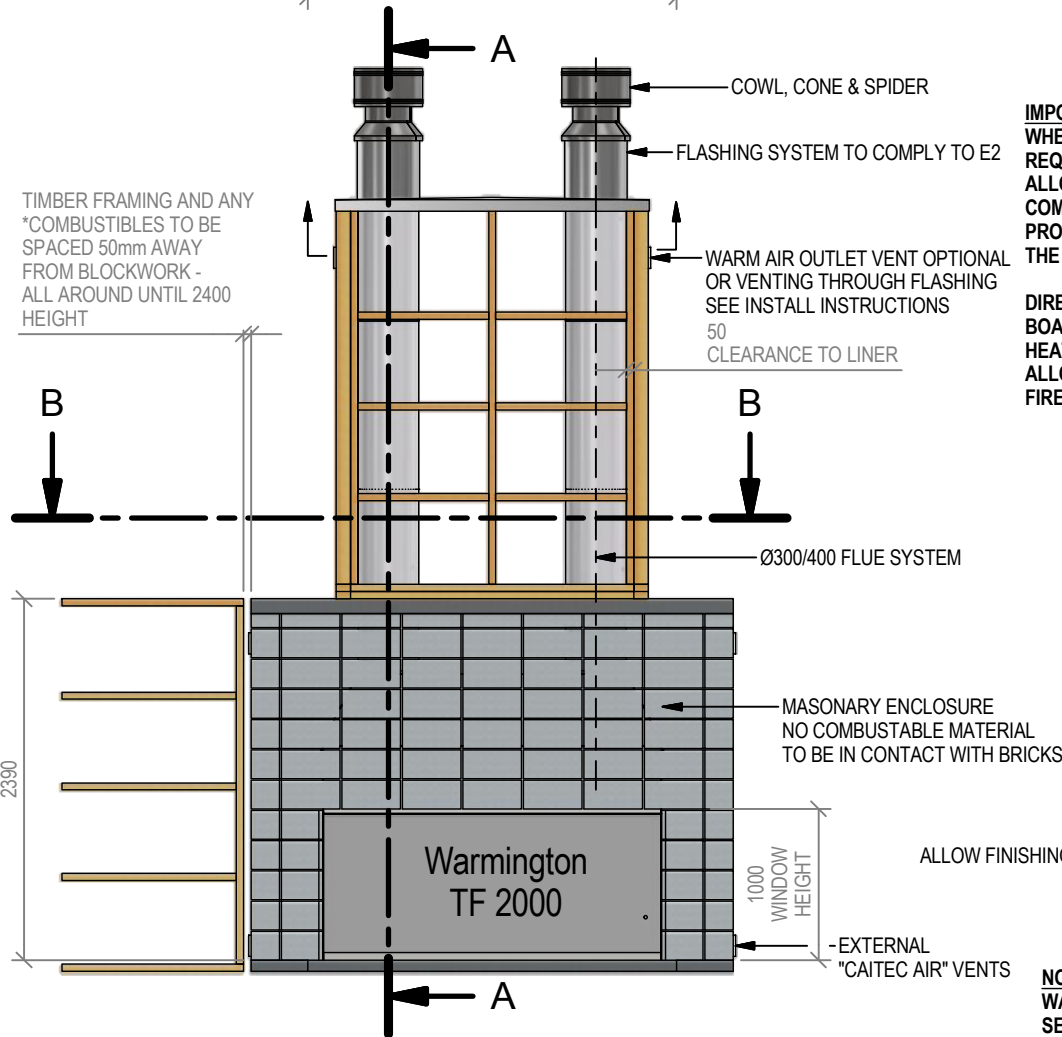 A
COWL, CONE & SPIDER
FLASHING SYSTEM TO COMPLY TO E2
TIMBER FRAMING AND ANY
*COMBUSTIBLES TO BE
SPACED 50mm AWAY
FROM BLOCKWORK -
ALL AROUND UNTIL 2400
HEIGHT
WARM AIR OUTLET VENT OPTIONAL
OR VENTING THROUGH FLASHING
SEE INSTALL INSTRUCTIONS
50
CLEARANCE TO LINER
B
B
Ø300/400 FLUE SYSTEM
MASONARY ENCLOSURE
NO COMBUSTABLE MATERIAL
TO BE IN CONTACT WITH BRICKS
2390
Warmington
TF 2000
1000
WINDOW
HEIGHT
ALLOW FINISHING
EXTERNAL
"CAITEC AIR" VENTS
A
THE
FIRE